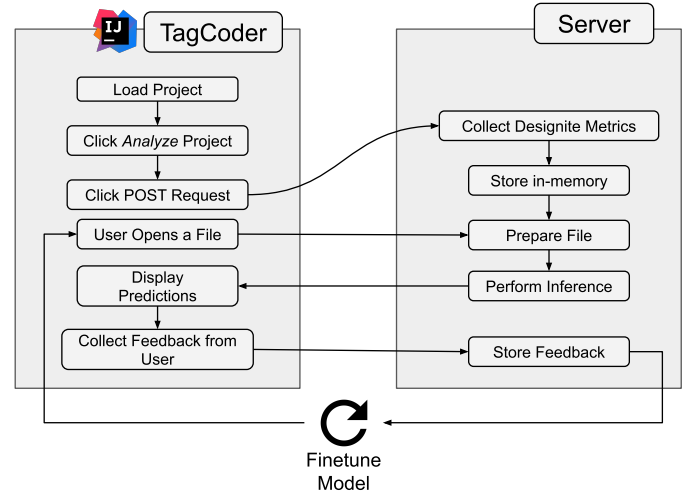 IJ
TagCoder
Load Project
Click Analyze Project
Click POST Request
User Opens a File
Display
Predictions
Collect Feedback from
User
Server
Collect Designite Metrics
Store in-memory
Prepare File
Perform Inference
Store Feedback
Finetune
Model